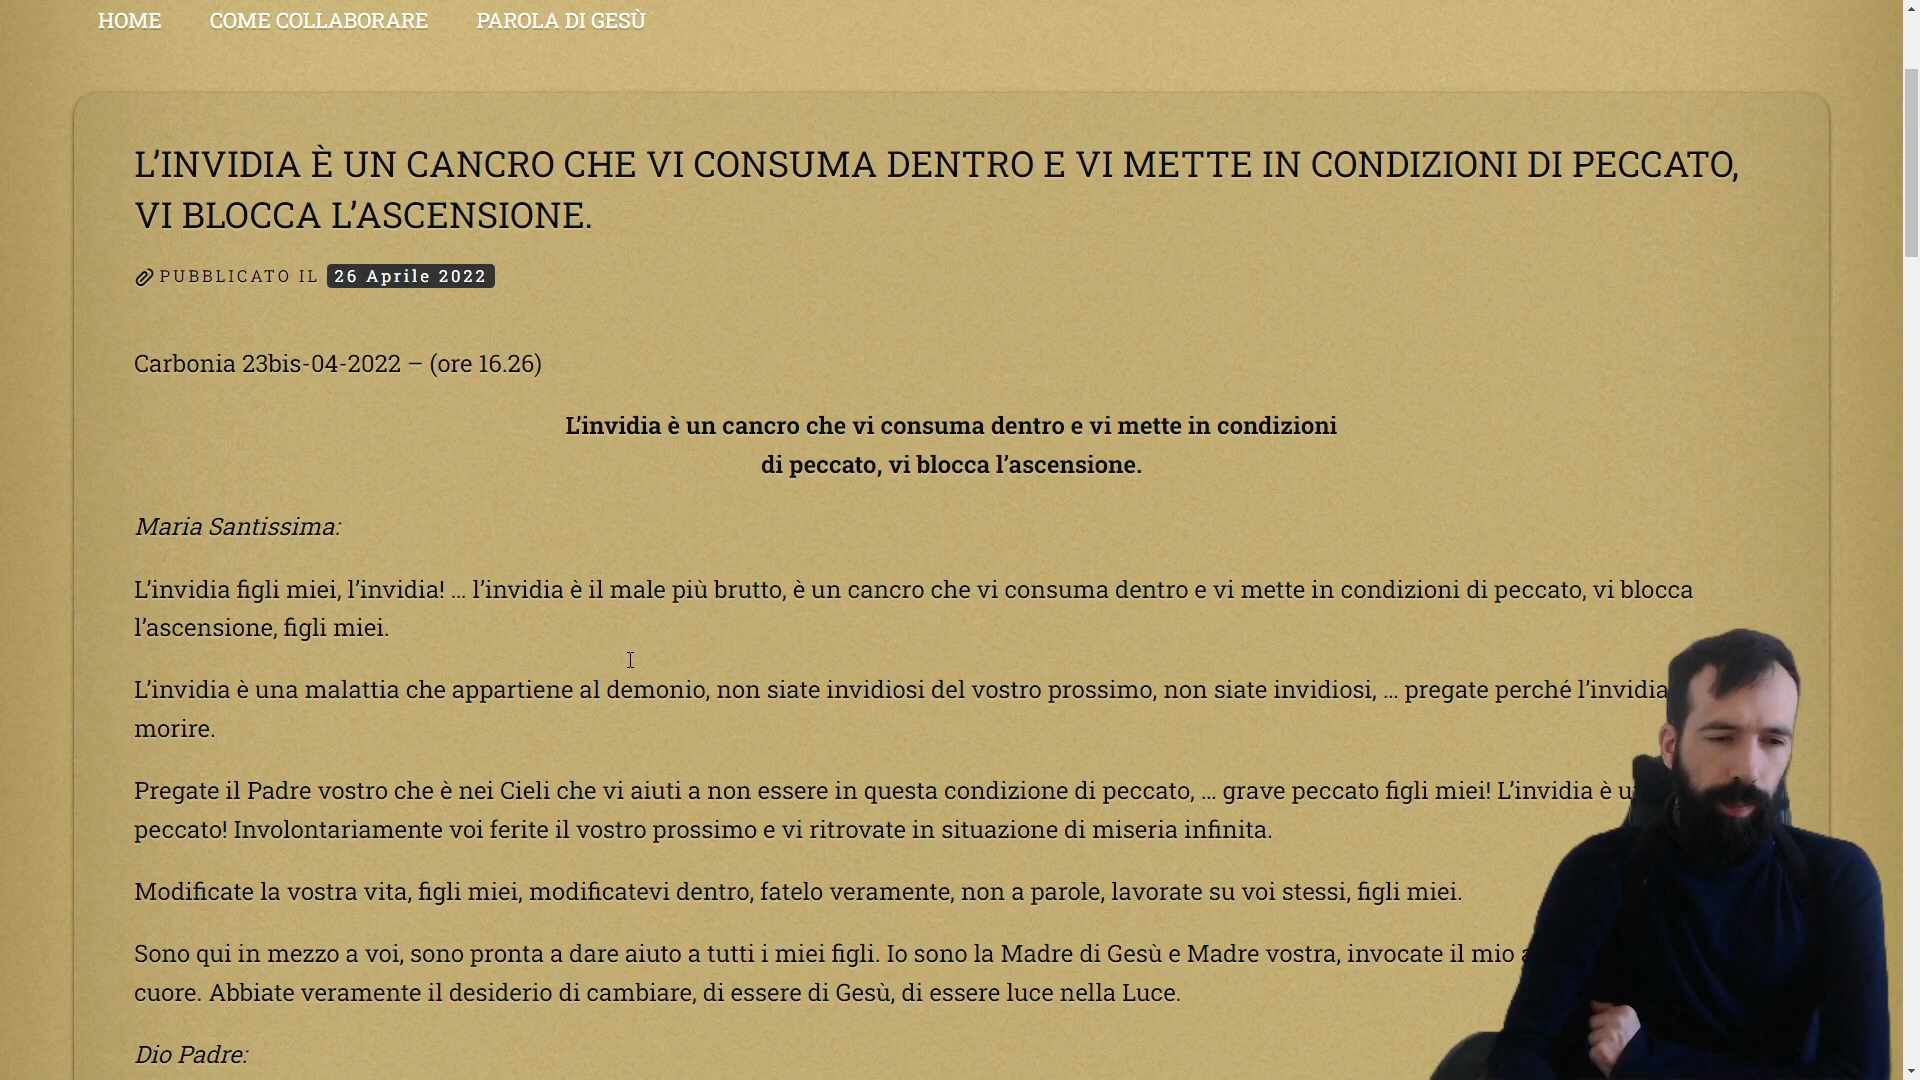 HOME COME COLLABORARE PAROLA DI GESÙ
L'INVIDIA È UN CANCRO CHE VI CONSUMA DENTRO E VI METTE IN CONDIZIONI DI PECCATO,
VI BLOCCA L'ASCENSIONE.
PUBBLICATO IL 26 Aprile 2022
Carbonia 23bis-04-2022 – (ore 16.26)
L'invidia è un cancro che vi consuma dentro e vi mette in condizioni
di peccato, vi blocca l'ascensione.
Maria Santissima:
L'invidia figli miei, l'invidia! ... l'invidia è il male più brutto, è un cancro che vi consuma dentro e vi mette in condizioni di peccato, vi blocca
l'ascensione, figli miei.
L'invidia è una malattia che appartiene al demonio, non siate invidiosi del vostro prossimo, non siate invidiosi, ... pregate perché l'invidia
morire.
Pregate il Padre vostro che è nei Cieli che vi aiuti a non essere in questa condizione di peccato, ... grave peccato figli miei! L'invidia è
peccato! Involontariamente voi ferite il vostro prossimo e vi ritrovate in situazione di miseria infinita.
Modificate la vostra vita, figli miei, modificatevi dentro, fatelo veramente, non a parole, lavorate su voi stessi, figli miei.
Sono qui in mezzo a voi, sono pronta a dare aiuto a tutti i miei figli. Io sono la Madre di Gesù e Madre vostra, invocate il mio
cuore. Abbiate veramente il desiderio di cambiare, di essere di Gesù, di essere luce nella Luce.
Dio Padre: